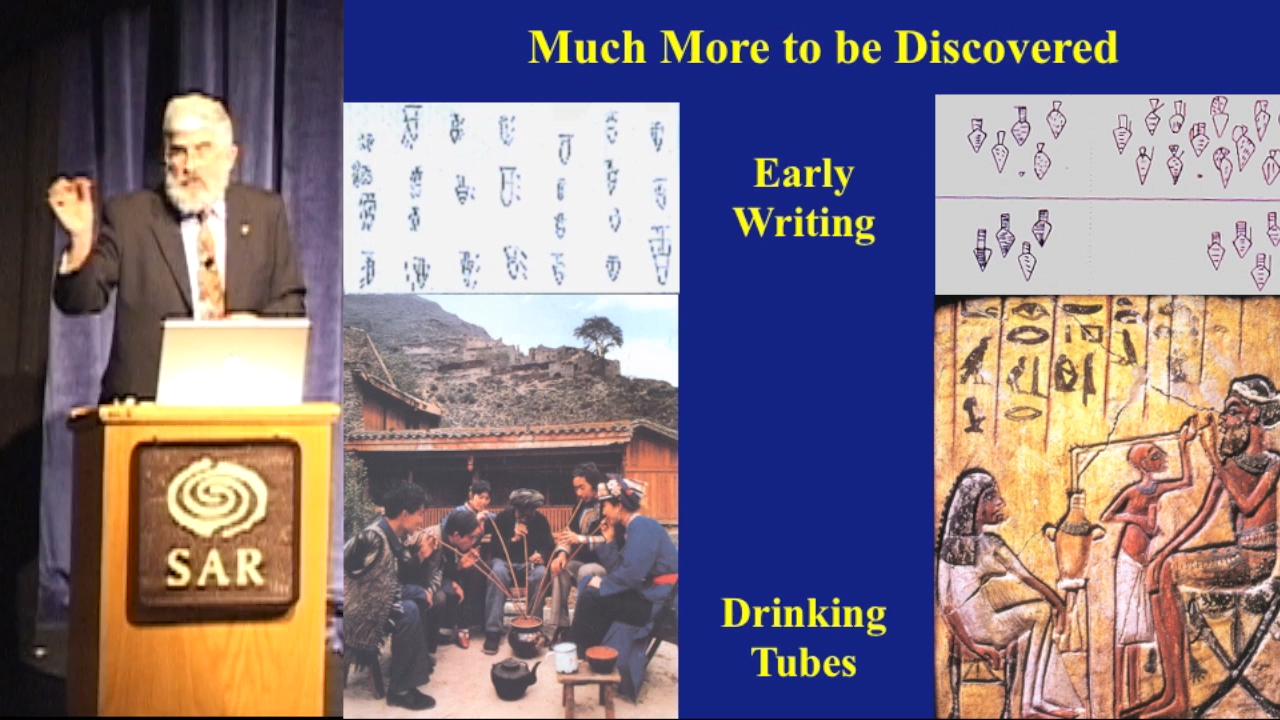 Much More to be Discovered
Early
Writing
Drinking
Tubes
SAR